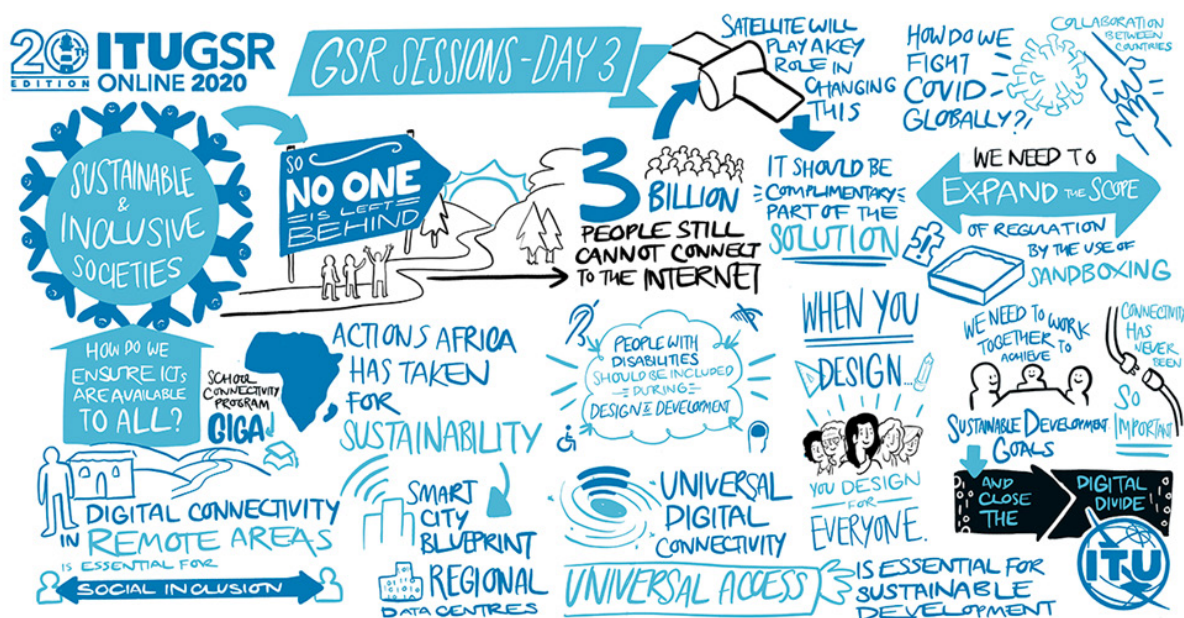 20TH
EDITION
ITUGSR
ONLINE 2020
GSR SESSIONS-DAY 3
SUSTAINABLE
&
INCLUSIVE
SOCIETIES
SO
NO ONE
IS LEFT
BEHIND
3
BILLION
PEOPLE STILL
CANNOT CONNECT
TO THE INTERNET
SATELLITE WILL
PLAY A KEY
ROLE IN
CHANGING
THIS
IT SHOULD BE
COMPLIMENTARY
PART OF THE
SOLUTION
HOW DO WE
FIGHT
COVID
GLOBALLY?
COLLABORATION
BETWEEN
COUNTRIES
WE NEED TO
EXPAND THE SCOPE
OF REGULATION
BY THE USE OF
SANDBOXING
HOW DO WE
ENSURE ICTs
ARE AVAILABLE
TO ALL?
SCHOOL
CONNECTIVITY
PROGRAM
GIGA
ACTIONS AFRICA
HAS TAKEN
FOR
SUSTAINABILITY
DIGITAL CONNECTIVITY
IN REMOTE AREAS
IS ESSENTIAL FOR
SOCIAL INCLUSION
SMART
CITY
BLUEPRINT
REGIONAL
DATA CENTRES
PEOPLE WITH
DISABILITIES
SHOULD BE INCLUDED
DURING
DESIGN & DEVELOPMENT
UNIVERSAL
DIGITAL
CONNECTIVITY
UNIVERSAL ACCESS
IS ESSENTIAL FOR
SUSTAINABLE
DEVELOPMENT
WHEN YOU
DESIGN...
YOU DESIGN
FOR
EVERYONE.
WE NEED TO WORK
TOGETHER TO
ACHIEVE
SUSTAINABLE DEVELOPMENT
GOALS
AND
CLOSE
THE
DIGITAL
DIVIDE
CONNECTIVITY
HAS
NEVER
BEEN
SO
IMPORTANT
ITU